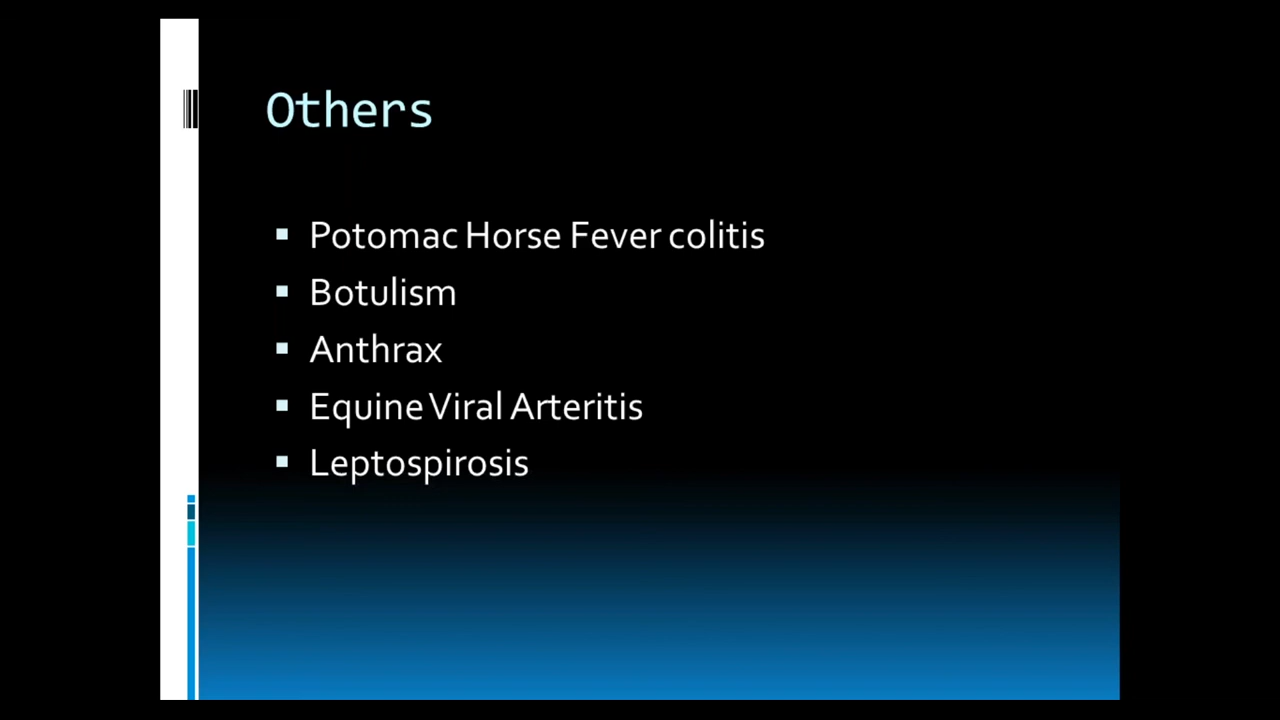 Others
Potomac Horse Fever colitis
Botulism
Anthrax
Equine Viral Arteritis
Leptospirosis